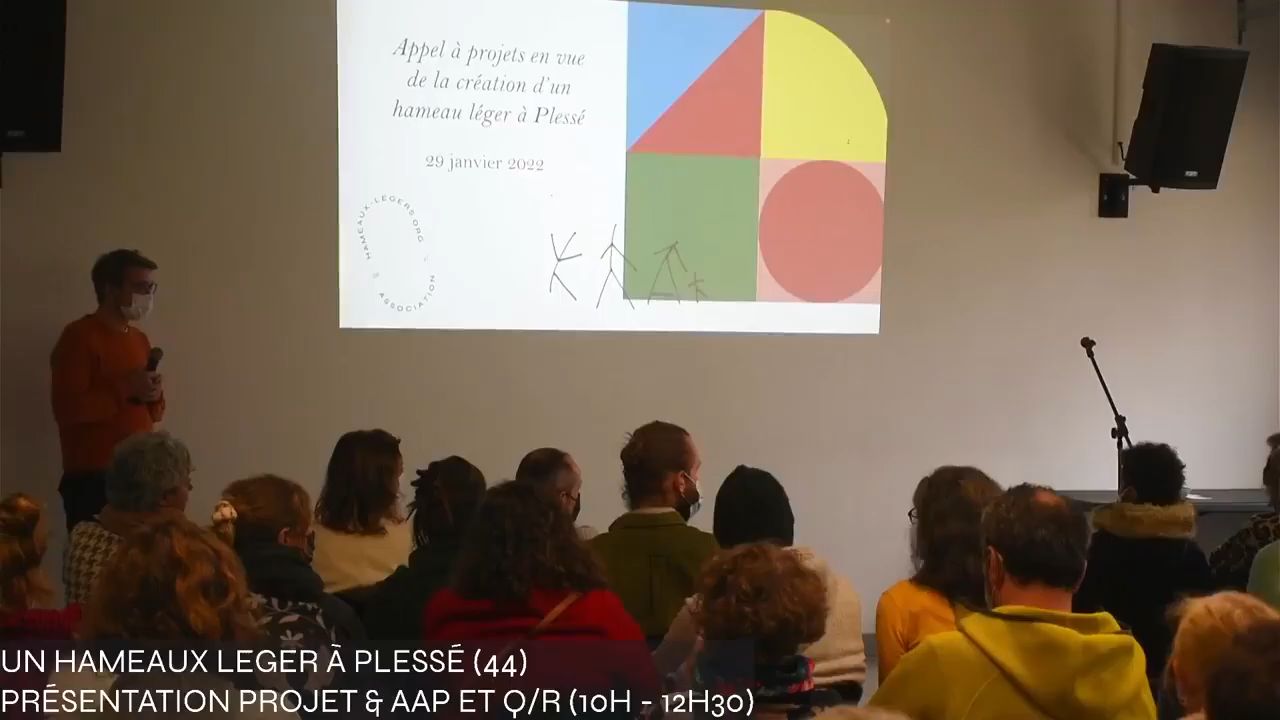 Appel à projets en vue
de la création d'un
hameau léger à Plessé
29 janvier 2022
HAMEAUX-LEGERS.ORG
ASSOCIATION
UN HAMEAUX LEGER À PLESSÉ (44)
PRÉSENTATION PROJET & AAP ET Q/R (10H - 12H30)